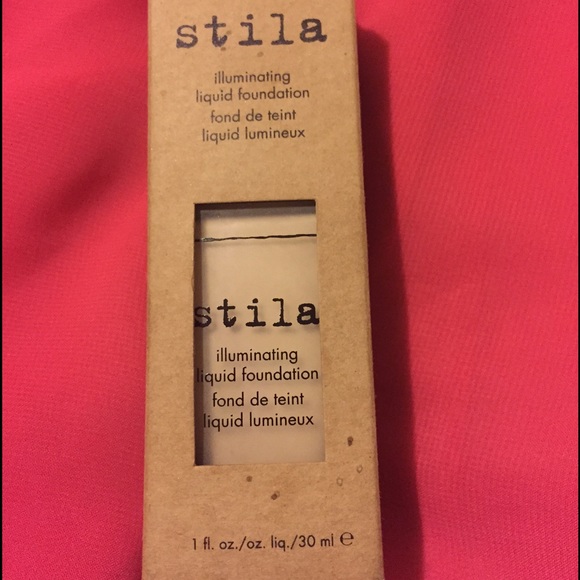 stila
illuminating
liquid foundation
fond de teint
liquid lumineux
stila
illuminating
liquid foundation
fond de teint
liquid lumineux
1 fl. oz./oz. liq./30 ml ℮